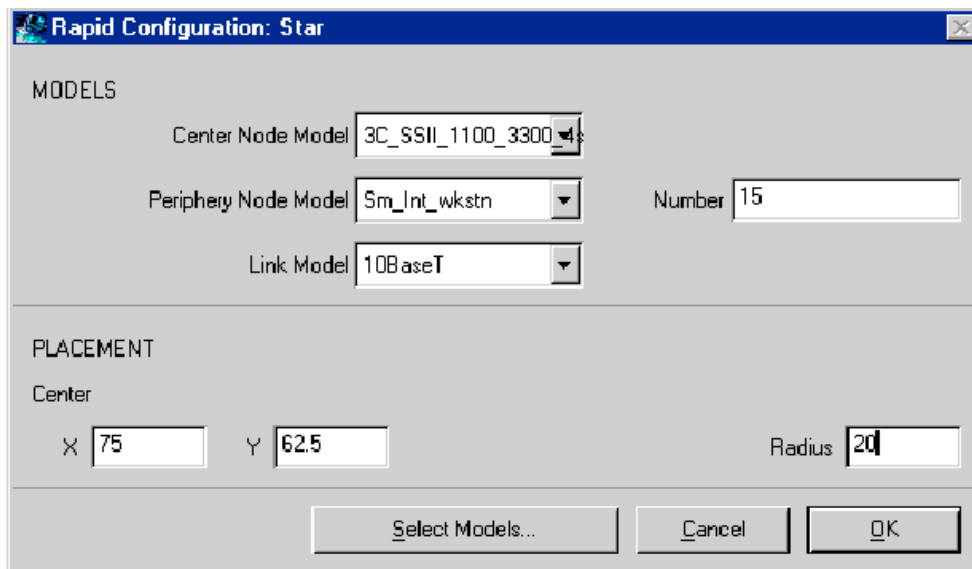 Rapid Configuration: Star
MODELS
Center Node Model 3C_SSII_1100_3300_4s
Periphery Node Model Sm_Int_wkstn Number 15
Link Model 10BaseT
PLACEMENT
Center
X 75 Y 62.5 Radius 20
Select Models... Cancel OK